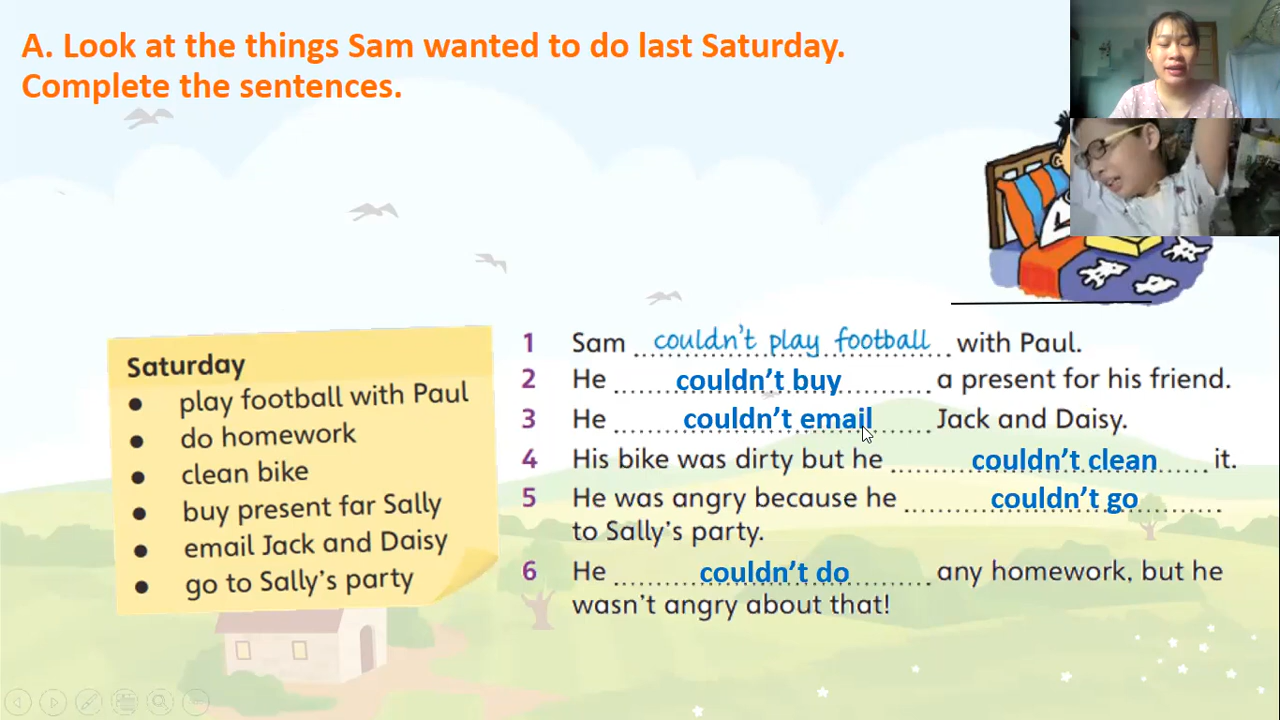 A. Look at the things Sam wanted to do last Saturday.
Complete the sentences.
Saturday
• play football with Paul
• do homework
• clean bike
• buy present far Sally
• email Jack and Daisy
• go to Sally's party
1 Sam couldn't play football with Paul.
2 He couldn't buy a present for his friend.
3 He couldn't email Jack and Daisy.
4 His bike was dirty but he couldn't clean it.
5 He was angry because he couldn't go
to Sally's party.
6 He couldn't do any homework, but he
wasn't angry about that!